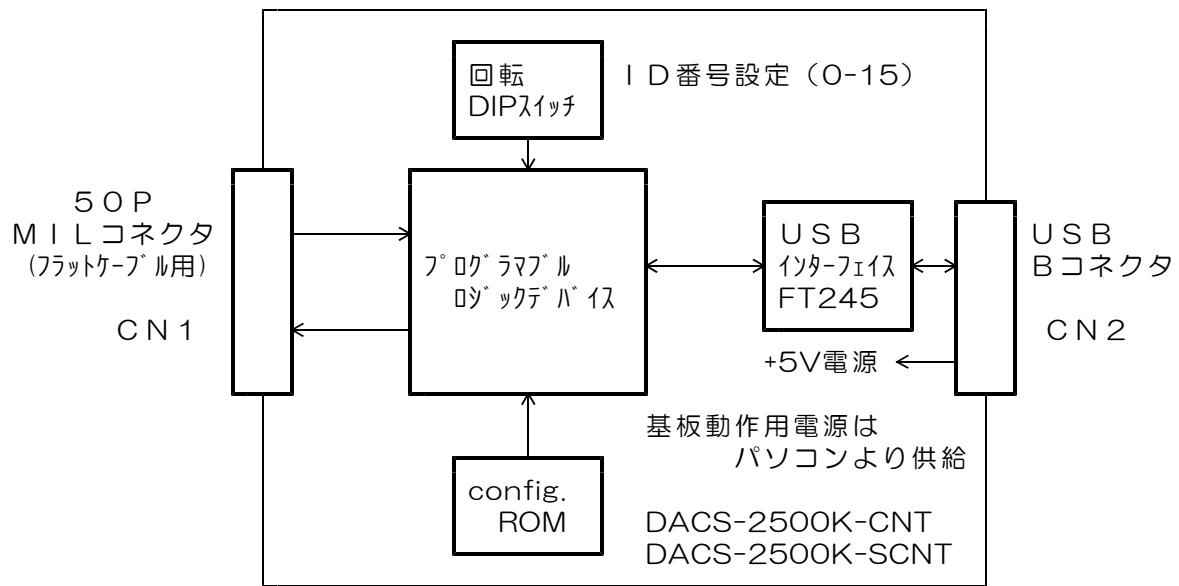 回転
DIPｽｲｯﾁ
ＩＤ番号設定（0-15）
５０Ｐ
ＭＩＬコネクタ
(ﾌﾗｯﾄｹｰﾌﾞﾙ用)
ＣＮ１
ﾌﾟﾛｸﾞﾗﾏﾌﾞﾙ
ﾛｼﾞｯｸﾃﾞﾊﾞｲｽ
ＵＳＢ
ｲﾝﾀｰﾌｪｲｽ
FT245
ＵＳＢ
Ｂコネクタ
ＣＮ２
+5V電源
基板動作用電源は
パソコンより供給
config.
ROM
DACS-2500K-CNT
DACS-2500K-SCNT